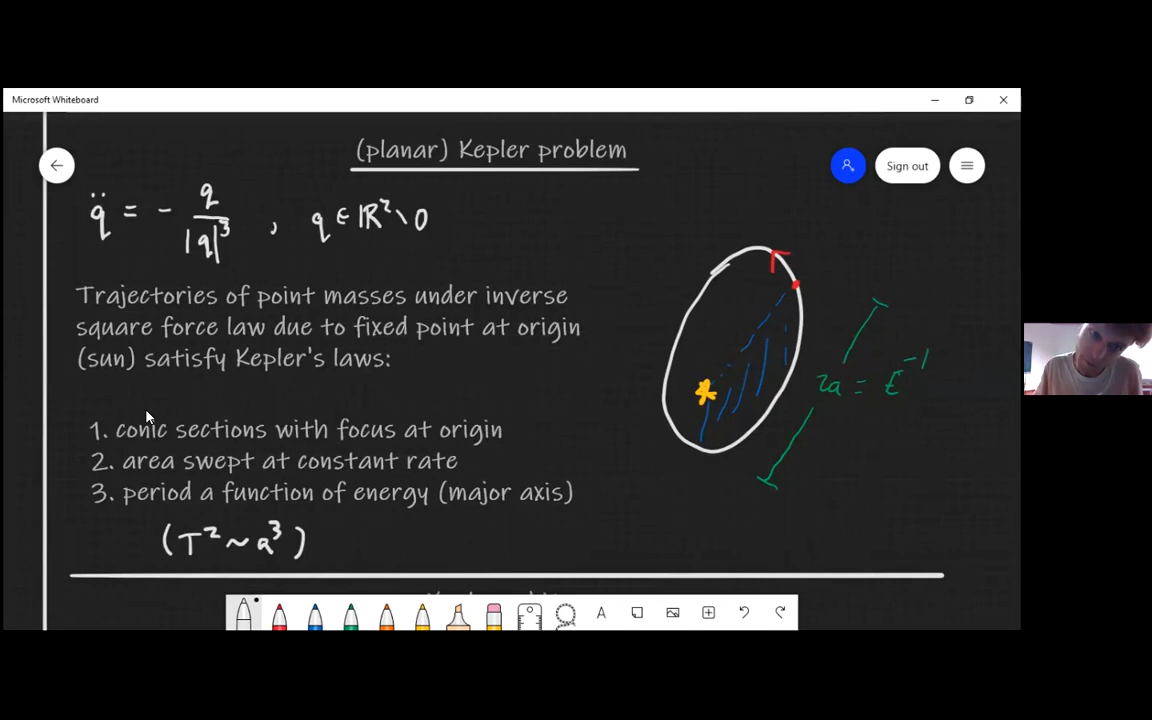 Microsoft Whiteboard
(planar) Kepler problem
Sign out
q̈ = - q/|q|³ , q ∈ ℝ²∖0
Trajectories of point masses under inverse
square force law due to fixed point at origin
(sun) satisfy Kepler's laws:
2a = E⁻¹
1. conic sections with focus at origin
2. area swept at constant rate
3. period a function of energy (major axis)
(T² ~ a³)
A